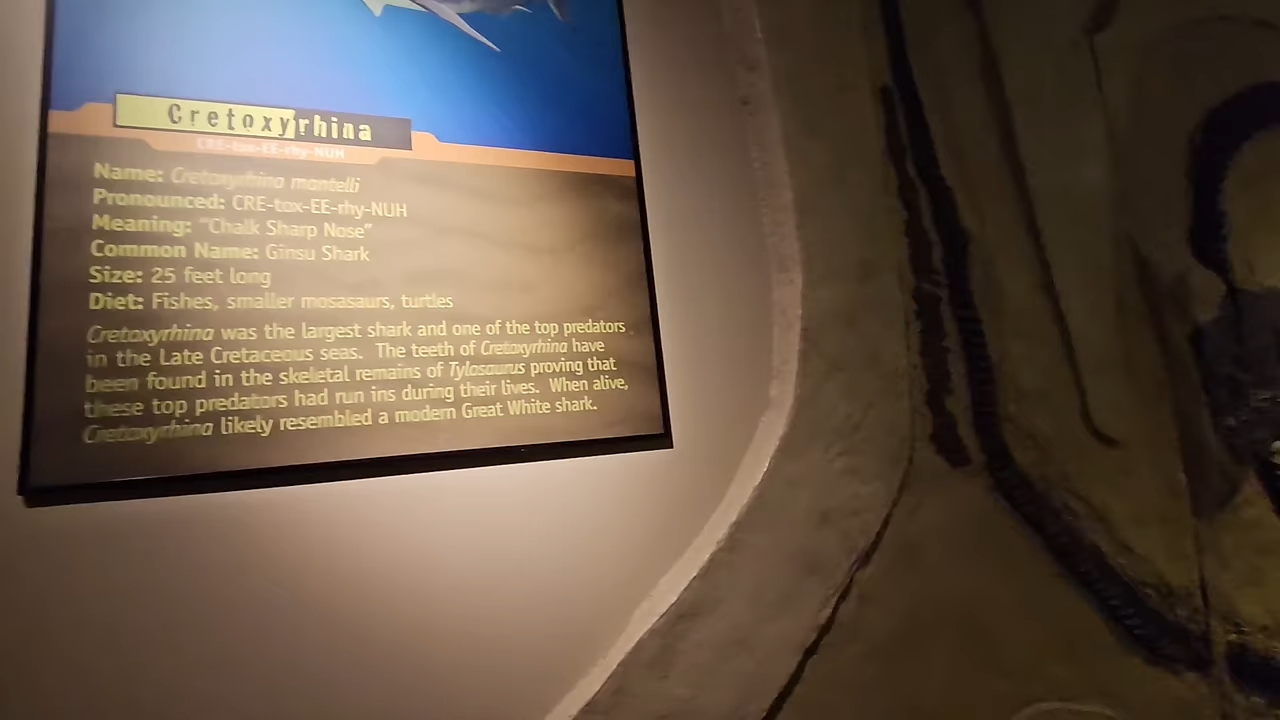 Cretoxyrhina
CRE-tox-EE-rhy-NUH
Name: Cretoxyrhina mantelli
Pronounced: CRE-tox-EE-rhy-NUH
Meaning: "Chalk Sharp Nose"
Common Name: Ginsu Shark
Size: 25 feet long
Diet: Fishes, smaller mosasaurs, turtles
Cretoxyrhina was the largest shark and one of the top predators
in the Late Cretaceous seas. The teeth of Cretoxyrhina have
been found in the skeletal remains of Tylosaurus proving that
these top predators had run ins during their lives. When alive,
Cretoxyrhina likely resembled a modern Great White shark.